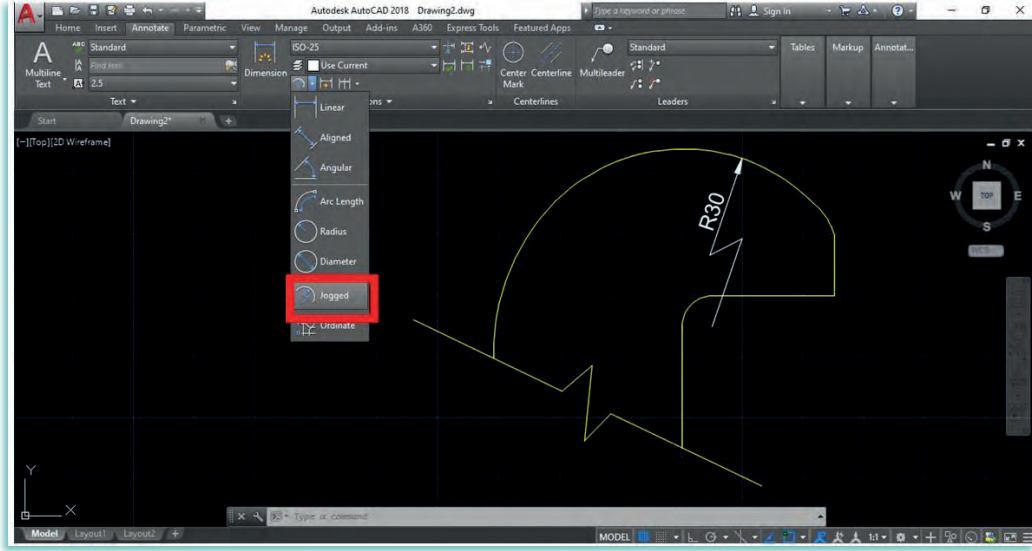 Autodesk AutoCAD 2018 Drawing2.dwg
Type a keyword or phrase
Sign In
Home Insert Annotate Parametric View Manage Output Add-ins A360 Express Tools Featured Apps
A
Multiline
Text
ABC Standard
Find text
2.5
Text
Dimension
ISO-25
Use Current
ons
Center
Mark
Centerline
Centerlines
Multileader
Standard
Leaders
Tables Markup Annotat...
Start Drawing2* +
[−][Top][2D Wireframe]
Linear
Aligned
Angular
Arc Length
Radius
Diameter
Jogged
Ordinate
R30
N
W TOP E
S
WCS
Y
X
Type a command
Model Layout1 Layout2 +
MODEL
1:1